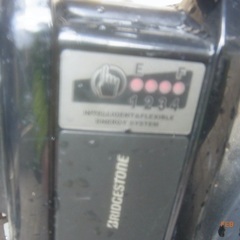 E F
1 2 3 4
INTELLIGENT&FLEXIBLE
ENERGY SYSTEM
BRIDGESTONE